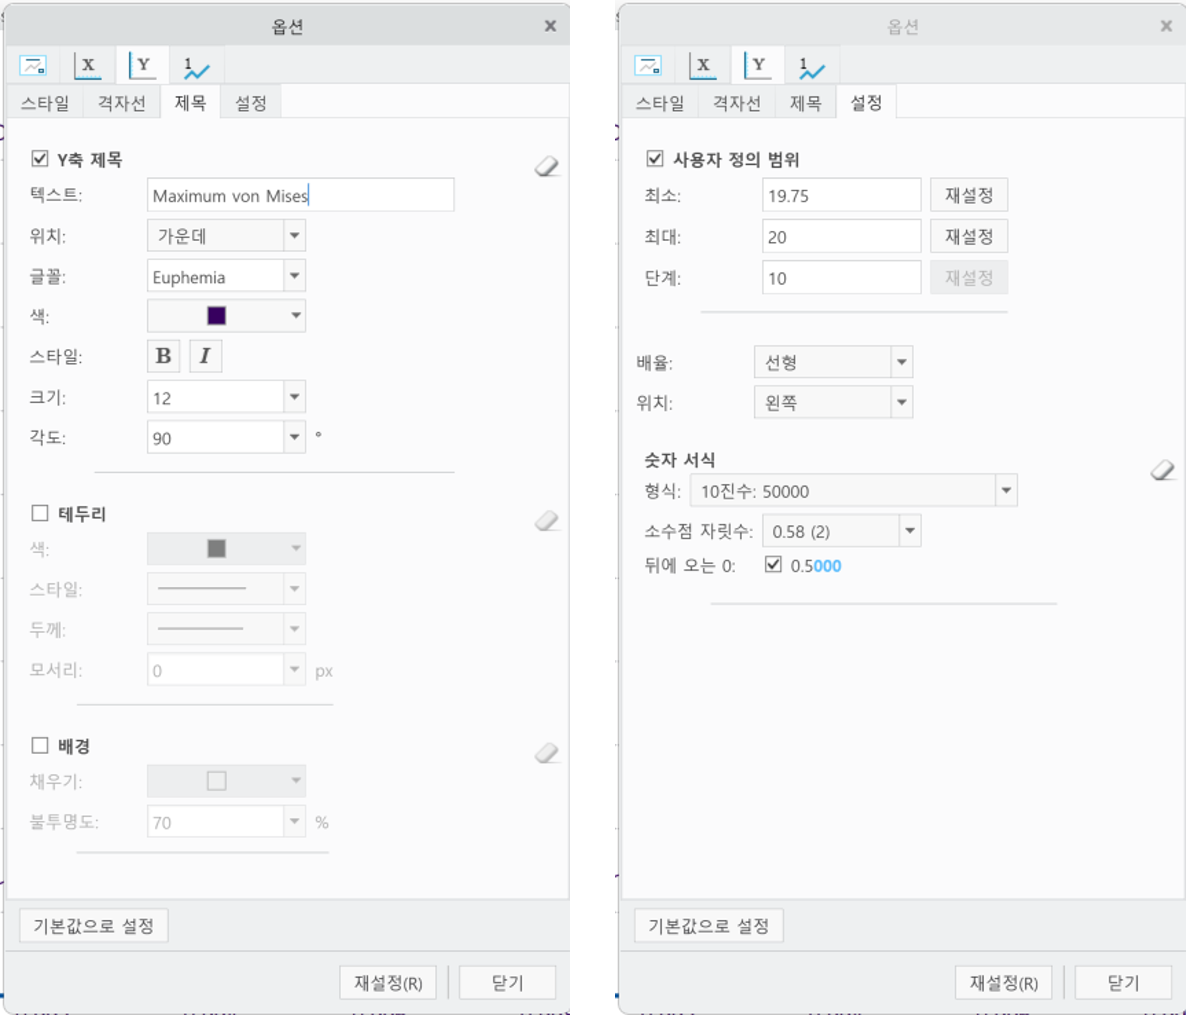 옵션
X
Y
1
스타일
격자선
제목
설정
Y축 제목
텍스트: Maximum von Mises
위치: 가운데
글꼴: Euphemia
색:
스타일: B I
크기: 12
각도: 90 °
테두리
색:
스타일:
두께:
모서리: 0 px
배경
채우기:
불투명도: 70 %
기본값으로 설정
재설정(R)
닫기
옵션
X
Y
1
스타일
격자선
제목
설정
사용자 정의 범위
최소: 19.75 재설정
최대: 20 재설정
단계: 10 재설정
배율: 선형
위치: 왼쪽
숫자 서식
형식: 10진수: 50000
소수점 자릿수: 0.58 (2)
뒤에 오는 0: 0.5000
기본값으로 설정
재설정(R)
닫기